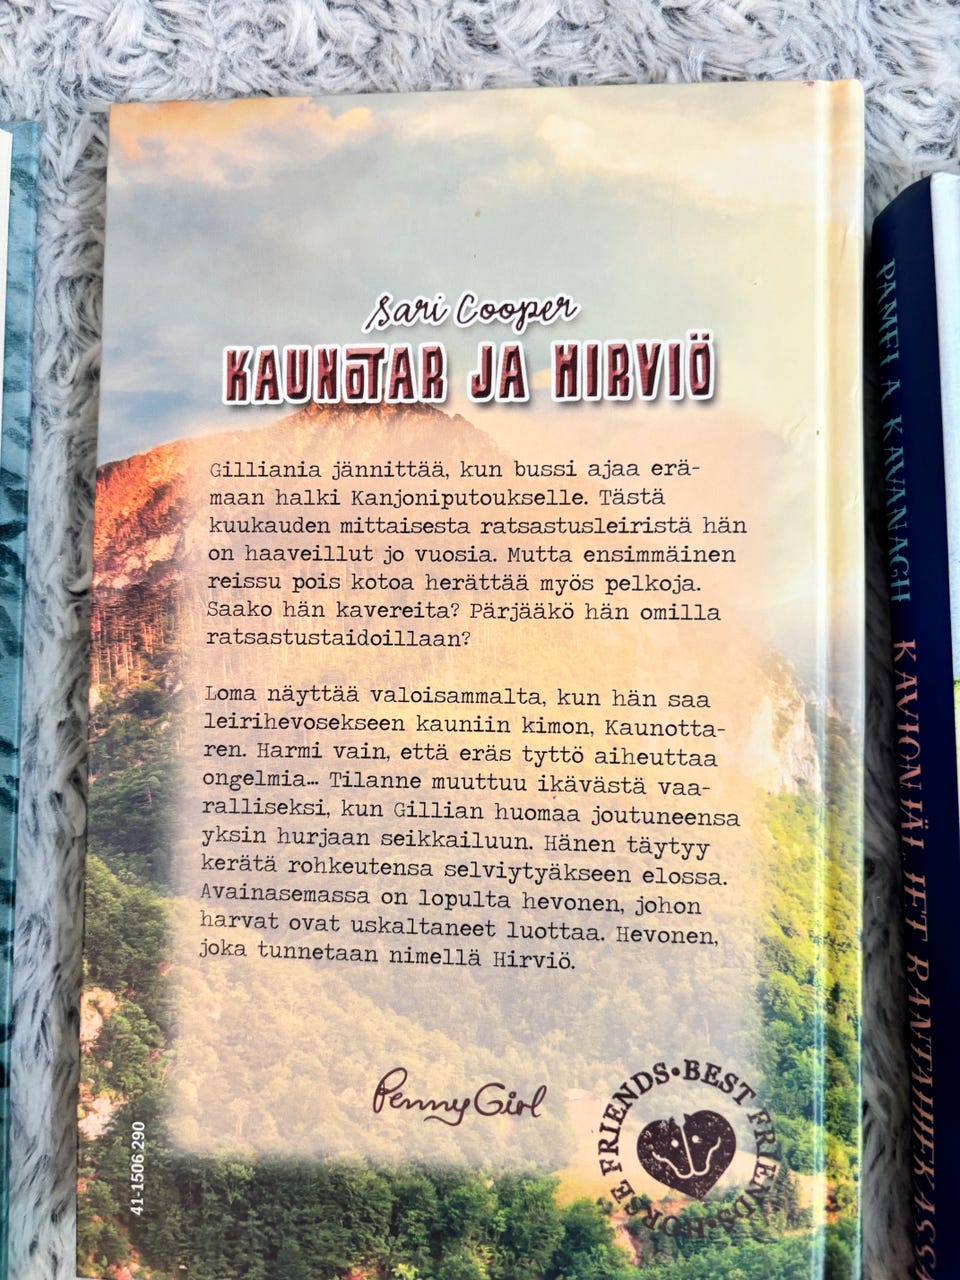 Sari Cooper
KAUNOTAR JA HIRVIÖ
Gilliania jännittää, kun bussi ajaa erä-
maan halki Kanjoniputoukselle. Tästä
kuukauden mittaisesta ratsastusleiristä hän
on haaveillut jo vuosia. Mutta ensimmäinen
reissu pois kotoa herättää myös pelkoja.
Saako hän kavereita? Pärjääkö hän omilla
ratsastustaidoillaan?
Loma näyttää valoisammalta, kun hän saa
leirihevosekseen kauniin kimon, Kaunotta-
ren. Harmi vain, että eräs tyttö aiheuttaa
ongelmia… Tilanne muuttuu ikävästä vaa-
ralliseksi, kun Gillian huomaa joutuneensa
yksin hurjaan seikkailuun. Hänen täytyy
kerätä rohkeutensa selviytyäkseen elossa.
Avainasemassa on lopulta hevonen, johon
harvat ovat uskaltaneet luottaa. Hevonen,
joka tunnetaan nimellä Hirviö.
PennyGirl
BEST FRIENDS•HORSE FRIENDS•
41-1506290
PAMELA KAVANAGH KAVIONJÄLJET RANTAHIEKASSA